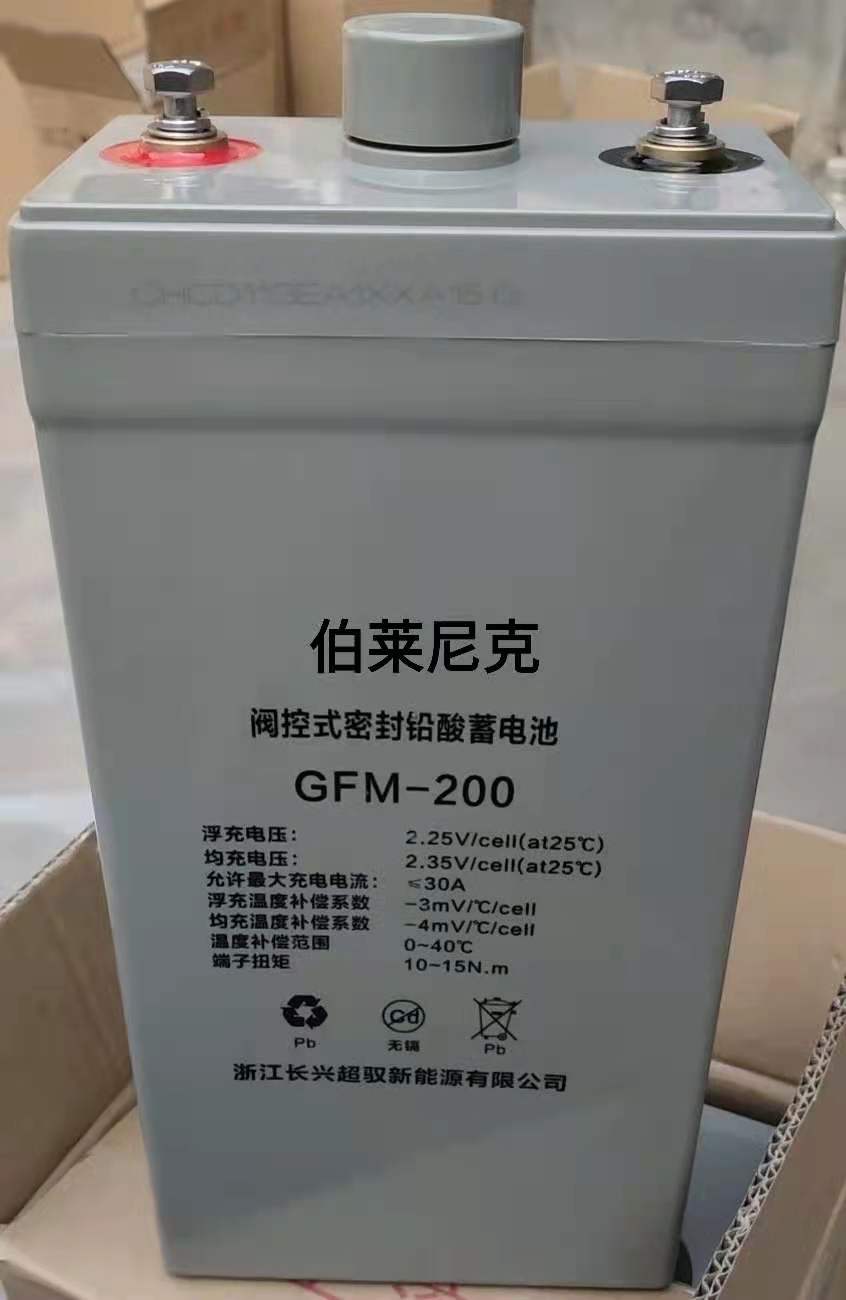 伯莱尼克
阀控式密封铅酸蓄电池
GFM-200
浮充电压： 2.25V/cell(at25℃)
均充电压： 2.35V/cell(at25℃)
允许最大充电电流： ≤30A
浮充温度补偿系数 -3mV/℃/cell
均充温度补偿系数 -4mV/℃/cell
温度补偿范围 0~40℃
端子扭矩 10-15N.m
Pb
Cd
无镉
Pb
浙江长兴超驭新能源有限公司